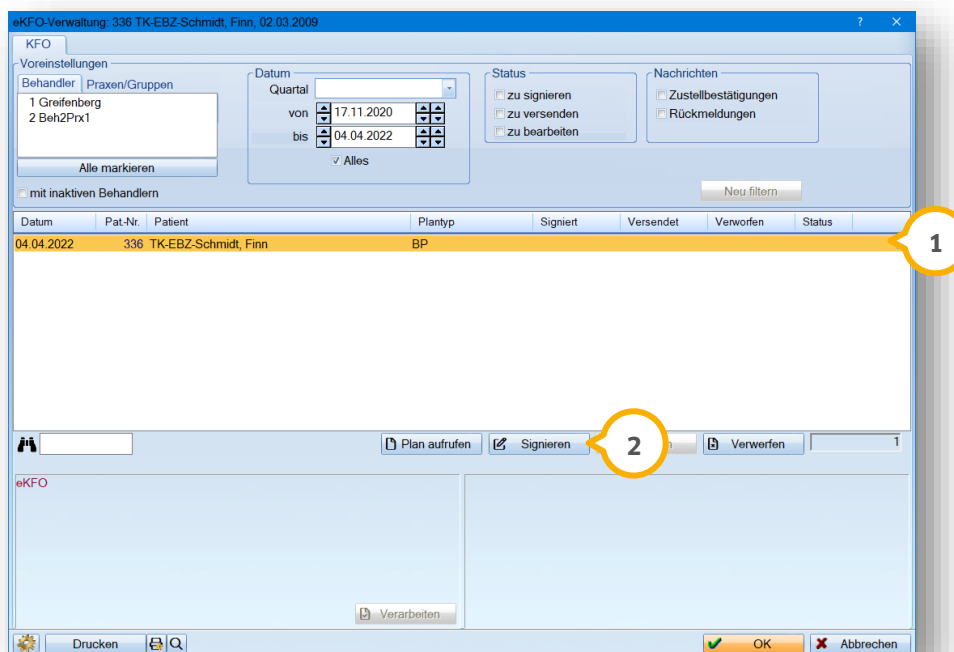 eKFO-Verwaltung: 336 TK-EBZ-Schmidt, Finn, 02.03.2009 ?
KFO
Voreinstellungen
Behandler Praxen/Gruppen
1 Greifenberg
2 Beh2Prx1
Alle markieren
mit inaktiven Behandlern
Datum
Quartal
von 17.11.2020
bis 04.04.2022
Alles
Status
zu signieren
zu versenden
zu bearbeiten
Nachrichten
Zustellbestätigungen
Rückmeldungen
Neu filtern
Datum Pat.-Nr. Patient Plantyp Signiert Versendet Verworfen Status
04.04.2022 336 TK-EBZ-Schmidt, Finn BP
1
Plan aufrufen Signieren 2 Verwerfen 1
eKFO
Verarbeiten
Drucken OK Abbrechen